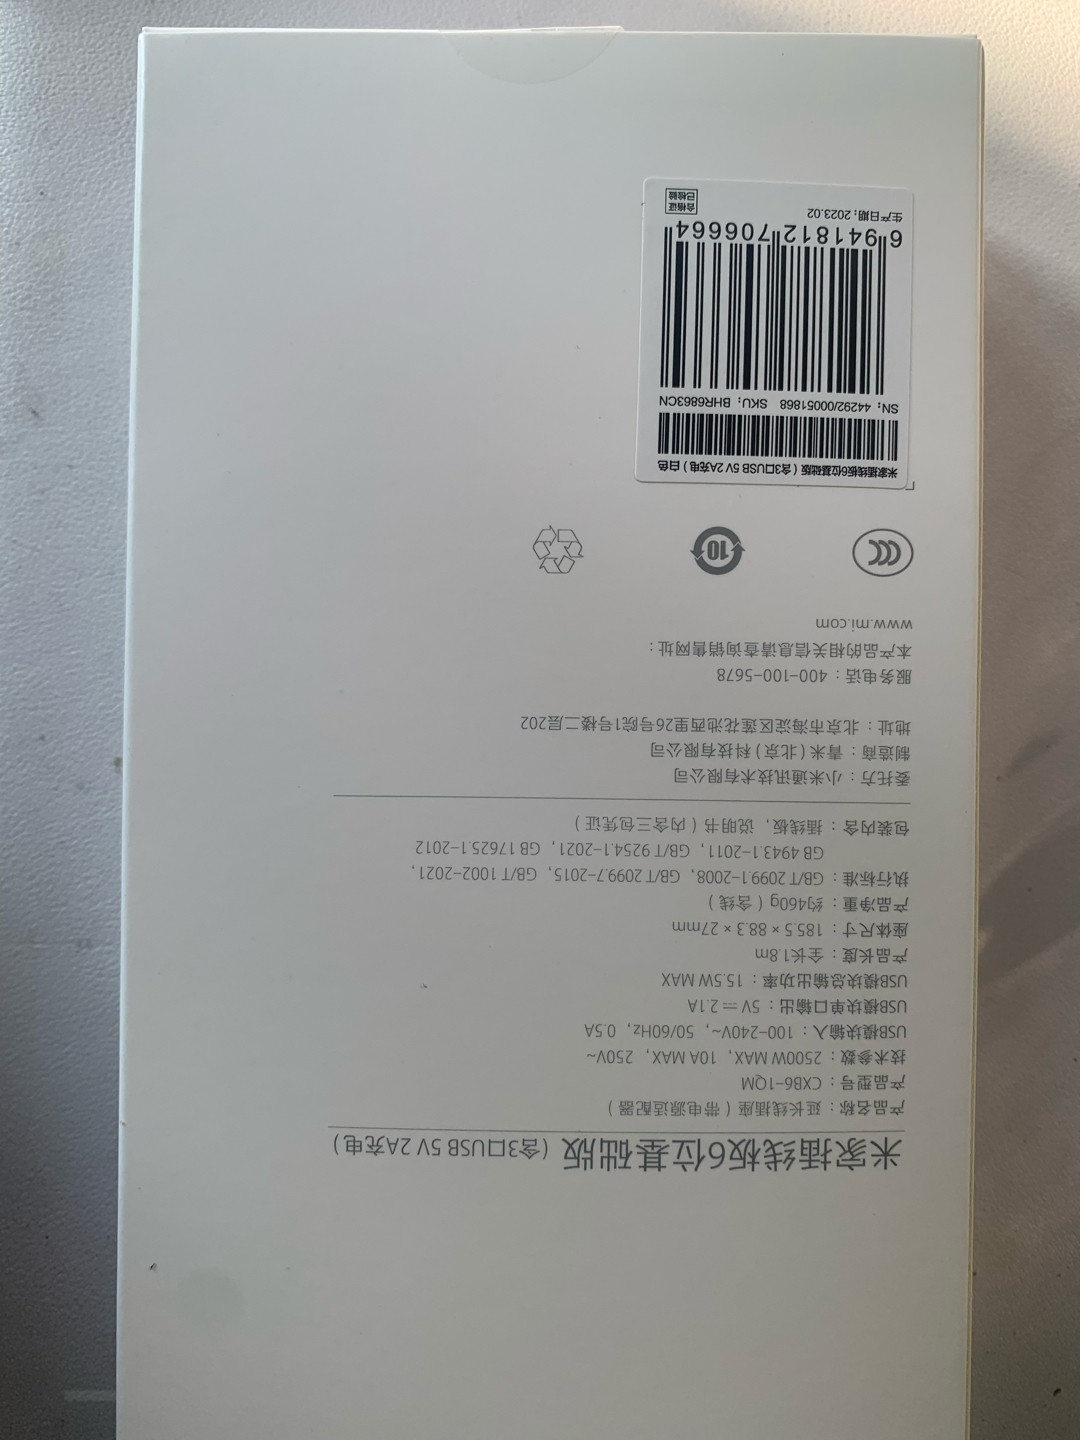 米家插线板6位基础版（含3口USB 5V 2A充电）
产品名称：延长线插座（带电源适配器）
产品型号：CXB6-1QM
技术参数：2500W MAX，10A MAX，250V~
USB模块输入：100-240V~，50/60Hz，0.5A
USB模块单口输出：5V ⎓ 2.1A
USB模块总输出功率：15.5W MAX
产品长度：全长1.8m
座体尺寸：185.5 × 88.3 × 27mm
产品净重：约460g（含线）
执行标准：GB/T 2099.1-2008，GB/T 2099.7-2015，GB/T 1002-2021，
GB 4943.1-2011，GB/T 9254.1-2021，GB 17625.1-2012
包装内含：插线板，说明书（内含三包凭证）
委托方：小米通讯技术有限公司
制造商：青米（北京）科技有限公司
地址：北京市海淀区莲花池西里26号院1号楼二层202
服务电话：400-100-5678
本产品的相关信息请查询销售网址：
www.mi.com
CCC
10
米家插线板6位基础版（含3口USB 5V 2A充电）白色
SN：44292/00051868 SKU：BHR6863CN
6 941812 706664
生产日期：2023.02
合格证
已检验